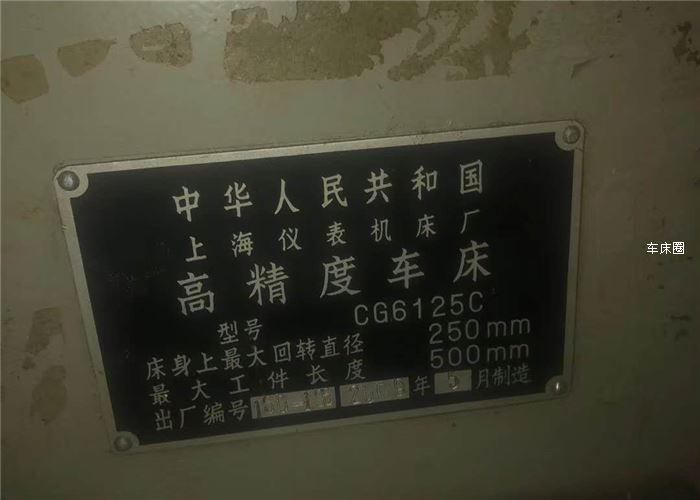 中华人民共和国
上海仪表机床厂
高精度车床
型号 CG6125C
床身上最大回转直径 250mm
最大工件长度 500mm
出厂编号 年 5 月制造
车床圈